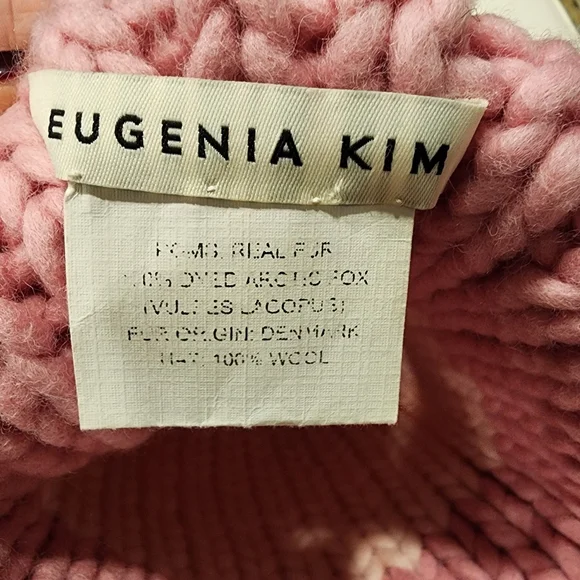 EUGENIA KIM
POMS: REAL FUR
100% DYED ARCTIC FOX
(VULPES LAGOPUS)
FUR ORIGIN: DENMARK
HAT: 100% WOOL